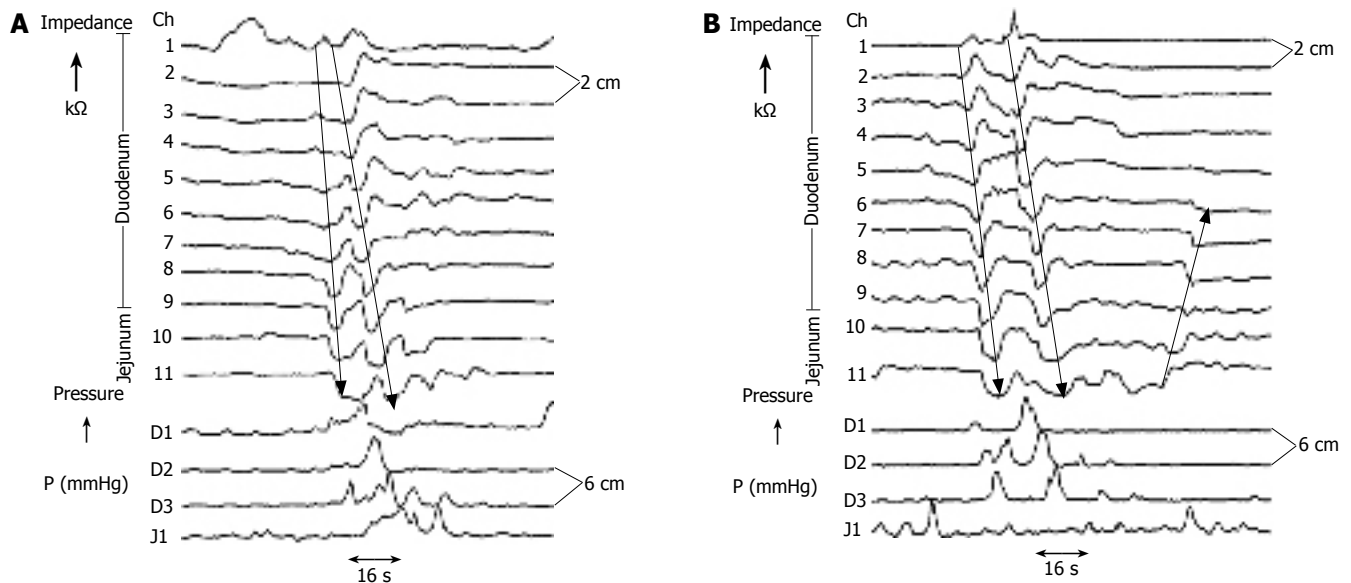 A
Impedance
Ch
kΩ
Duodenum
Jejunum
1
2
3
4
5
6
7
8
9
10
11
2 cm
Pressure
P (mmHg)
D1
D2
D3
J1
6 cm
16 s
B
Impedance
Ch
kΩ
Duodenum
Jejunum
1
2
3
4
5
6
7
8
9
10
11
2 cm
Pressure
P (mmHg)
D1
D2
D3
J1
6 cm
16 s